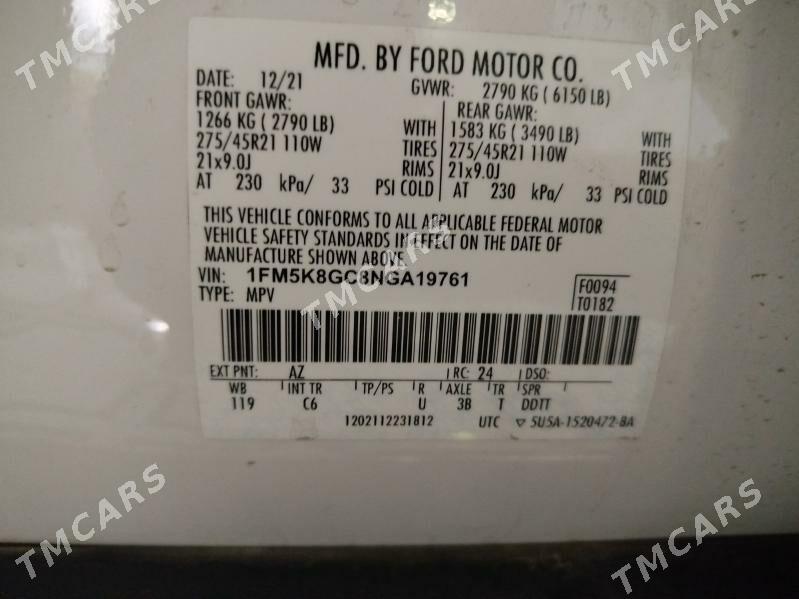 MFD. BY FORD MOTOR CO.
DATE: 12/21 GVWR: 2790 KG ( 6150 LB)
FRONT GAWR: REAR GAWR:
1266 KG ( 2790 LB) WITH 1583 KG ( 3490 LB) WITH
275/45R21 110W TIRES 275/45R21 110W TIRES
21x9.0J RIMS 21x9.0J RIMS
AT 230 kPa/ 33 PSI COLD AT 230 kPa/ 33 PSI COLD
THIS VEHICLE CONFORMS TO ALL APPLICABLE FEDERAL MOTOR
VEHICLE SAFETY STANDARDS IN EFFECT ON THE DATE OF
MANUFACTURE SHOWN ABOVE.
VIN: 1FM5K8GC8NGA19761 F0094
TYPE: MPV T0182
EXT PNT: AZ RC: 24 DSO:
WB INT TR TP/PS R AXLE TR SPR
119 C6 U 3B T DDTT
1202112231812 UTC ▽ 5U5A-1520472-BA
TMCARS
TMCARS
TMCARS
TMCARS
TMCARS